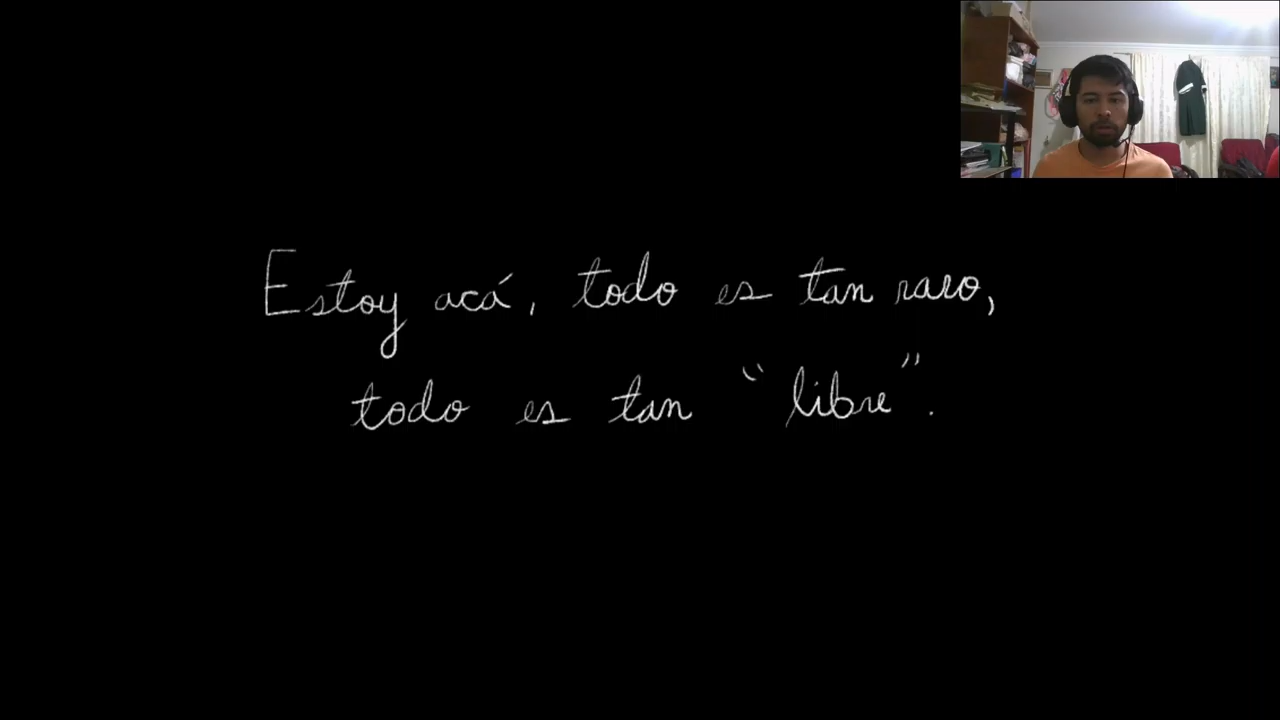 Estoy acá, todo es tan raro,
todo es tan “libre”.